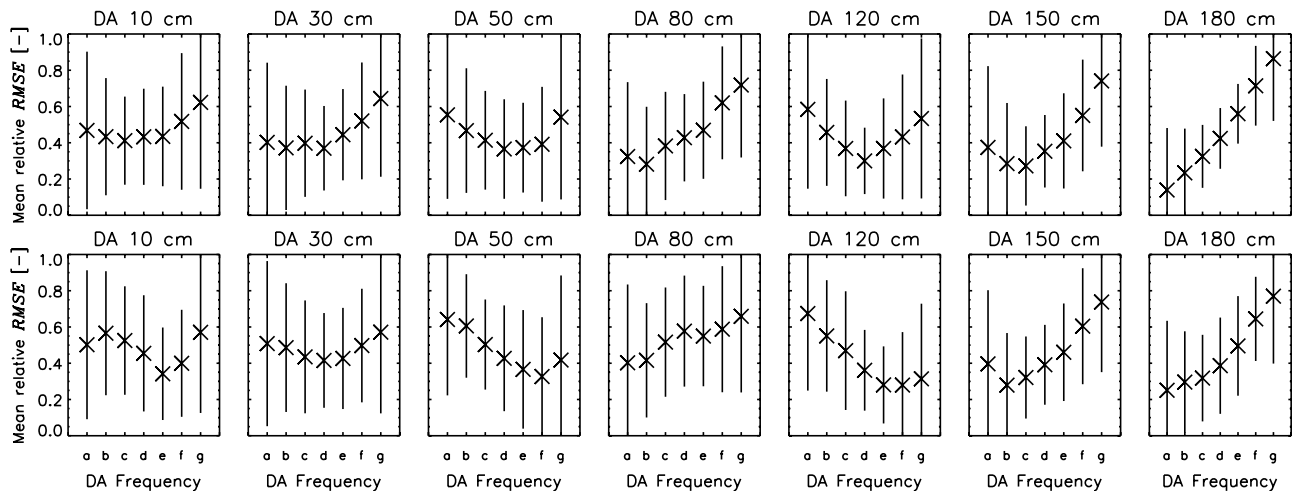 DA 10 cm DA 30 cm DA 50 cm DA 80 cm DA 120 cm DA 150 cm DA 180 cm
Mean relative RMSE [-]
1.0
0.8
0.6
0.4
0.2
0.0
DA 10 cm DA 30 cm DA 50 cm DA 80 cm DA 120 cm DA 150 cm DA 180 cm
Mean relative RMSE [-]
1.0
0.8
0.6
0.4
0.2
0.0
a b c d e f g a b c d e f g a b c d e f g a b c d e f g a b c d e f g a b c d e f g a b c d e f g
DA Frequency DA Frequency DA Frequency DA Frequency DA Frequency DA Frequency DA Frequency